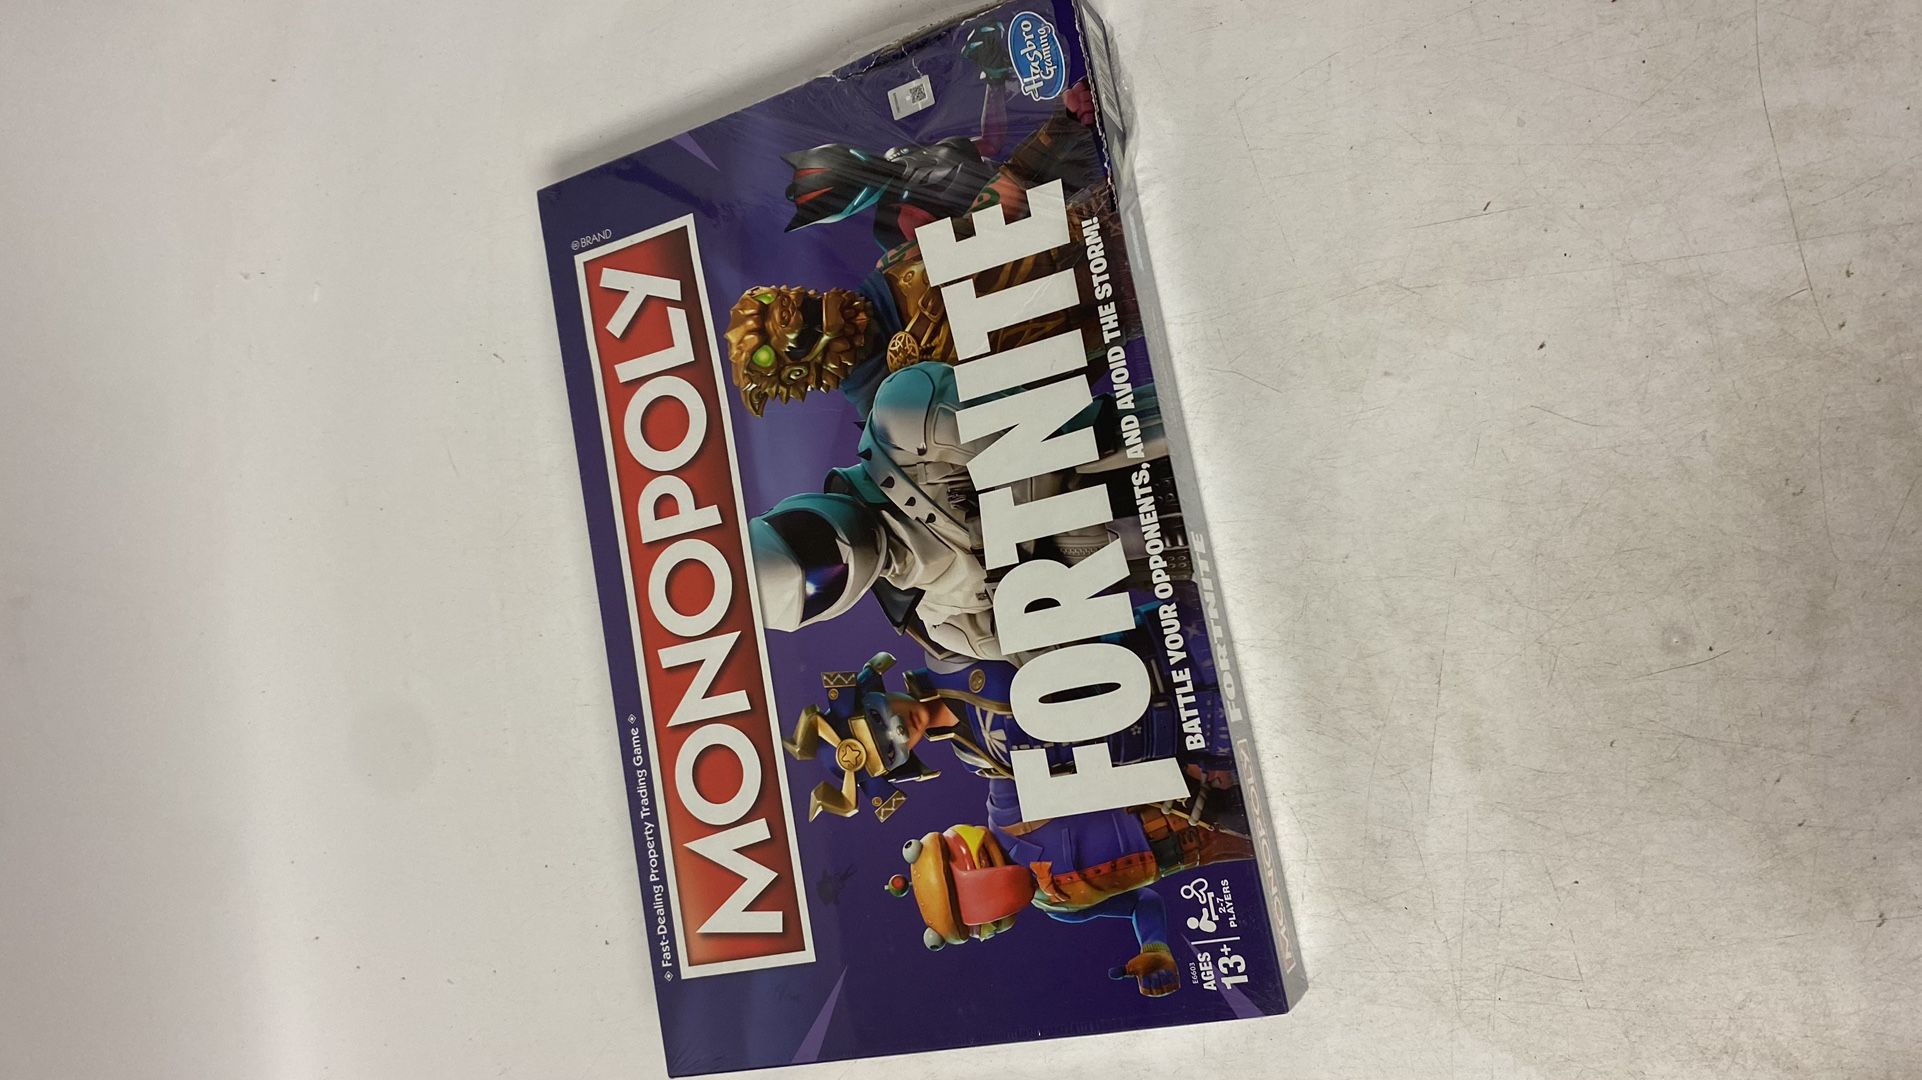 ◈ Fast-Dealing Property Trading Game ◈
® BRAND
MONOPOLY
FORTNITE
BATTLE YOUR OPPONENTS, AND AVOID THE STORM!
E6603
AGES
13+
2-7
PLAYERS
Hasbro
Gaming
MONOPOLY
FORTNITE